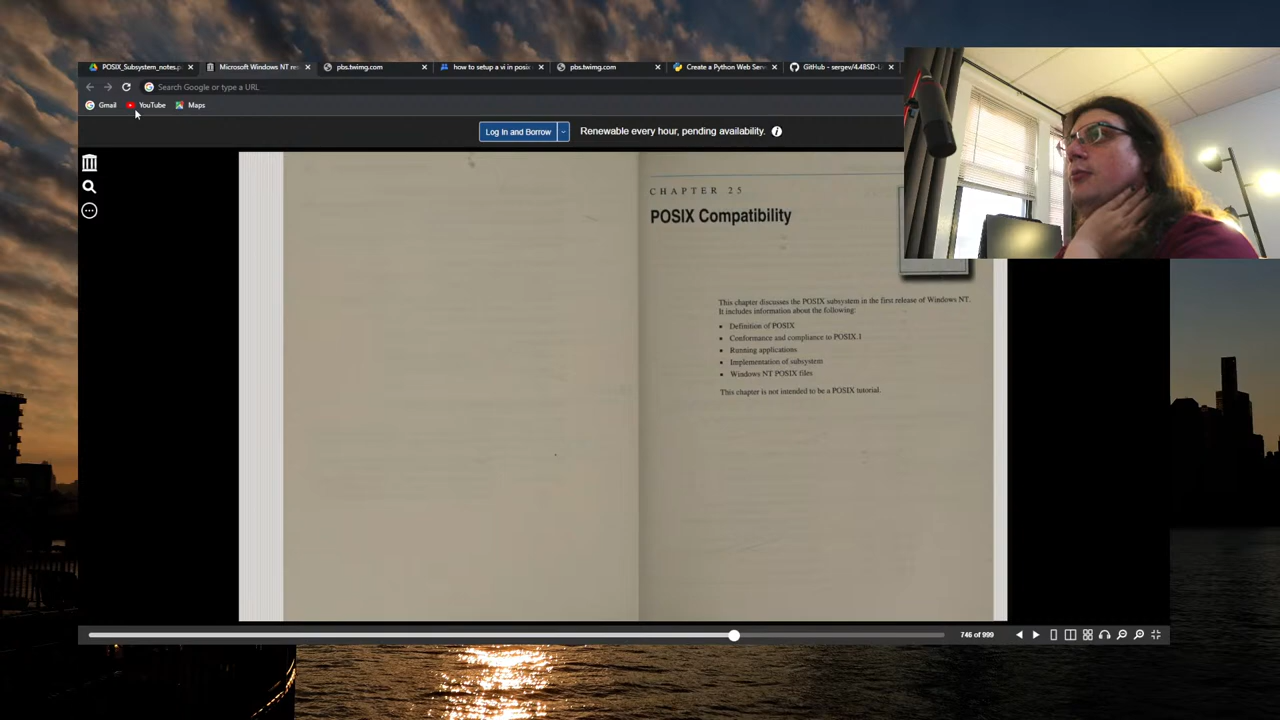 POSIX_Subsystem_notes.p
Microsoft Windows NT re
pbs.twimg.com
how to setup a vi in posix
pbs.twimg.com
Create a Python Web Serve
GitHub - sergev/4.4BSD-L
Search Google or type a URL
Gmail
YouTube
Maps
Log In and Borrow
Renewable every hour, pending availability.
CHAPTER 25
POSIX Compatibility
This chapter discusses the POSIX subsystem in the first release of Windows NT.
It includes information about the following:
• Definition of POSIX
• Conformance and compliance to POSIX.1
• Running applications
• Implementation of subsystem
• Windows NT POSIX files
This chapter is not intended to be a POSIX tutorial.
746 of 999